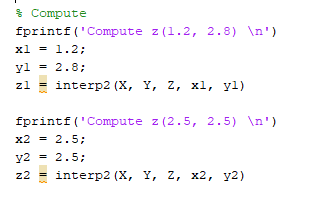 % Compute
fprintf('Compute z(1.2, 2.8) \n')
x1 = 1.2;
y1 = 2.8;
z1 = interp2(X, Y, Z, x1, y1)
fprintf('Compute z(2.5, 2.5) \n')
x2 = 2.5;
y2 = 2.5;
z2 = interp2(X, Y, Z, x2, y2)